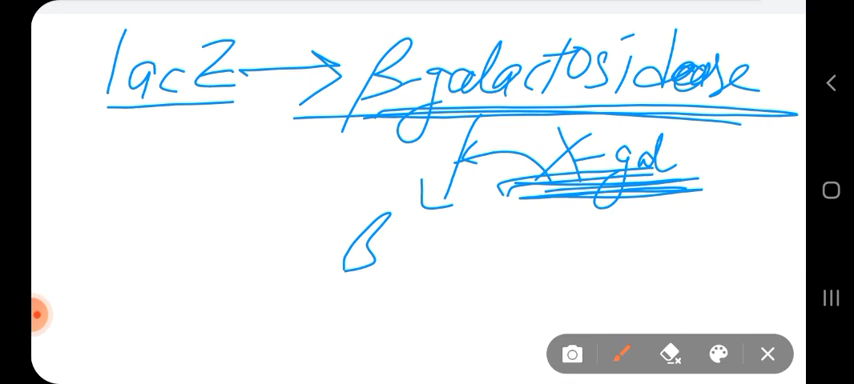 lacZ → β-galactosidase
X-gal
B